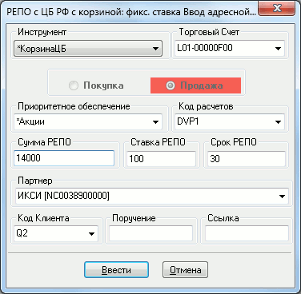 РЕПО с ЦБ РФ с корзиной: фикс. ставка Ввод адресной...
Инструмент Торговый Счет
*КорзинаЦБ L01-00000F00
Покупка Продажа
Приоритетное обеспечение Код расчетов
*Акции DVP1
Сумма РЕПО Ставка РЕПО Срок РЕПО
14000 100 30
Партнер
ИКСИ [NC0038900000]
Код Клиента Поручение Ссылка
Q2
Ввести Отмена